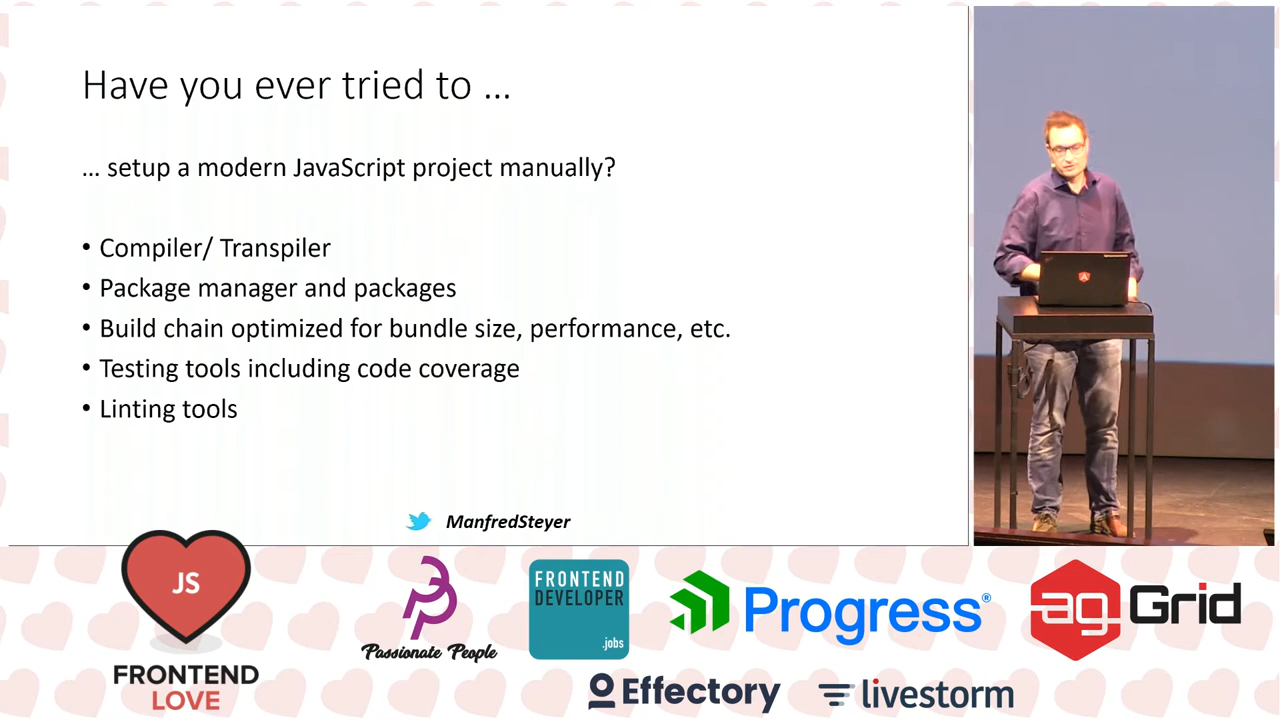 Have you ever tried to ...
... setup a modern JavaScript project manually?
• Compiler/ Transpiler
• Package manager and packages
• Build chain optimized for bundle size, performance, etc.
• Testing tools including code coverage
• Linting tools
ManfredSteyer
JS
FRONTEND
LOVE
Passionate People
FRONTEND
DEVELOPER
.jobs
Progress®
ag Grid
Effectory
livestorm